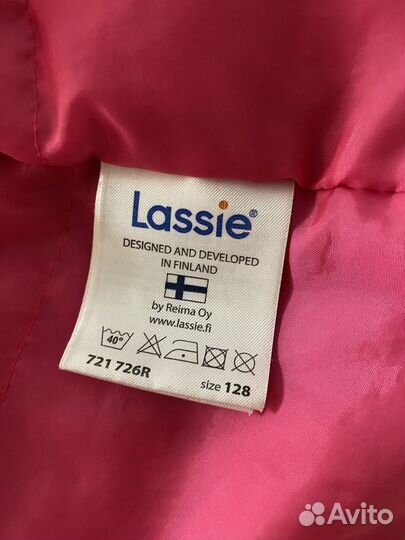 Lassie®
DESIGNED AND DEVELOPED
IN FINLAND
by Reima Oy
www.lassie.fi
40°
721 726R
size 128
Avito